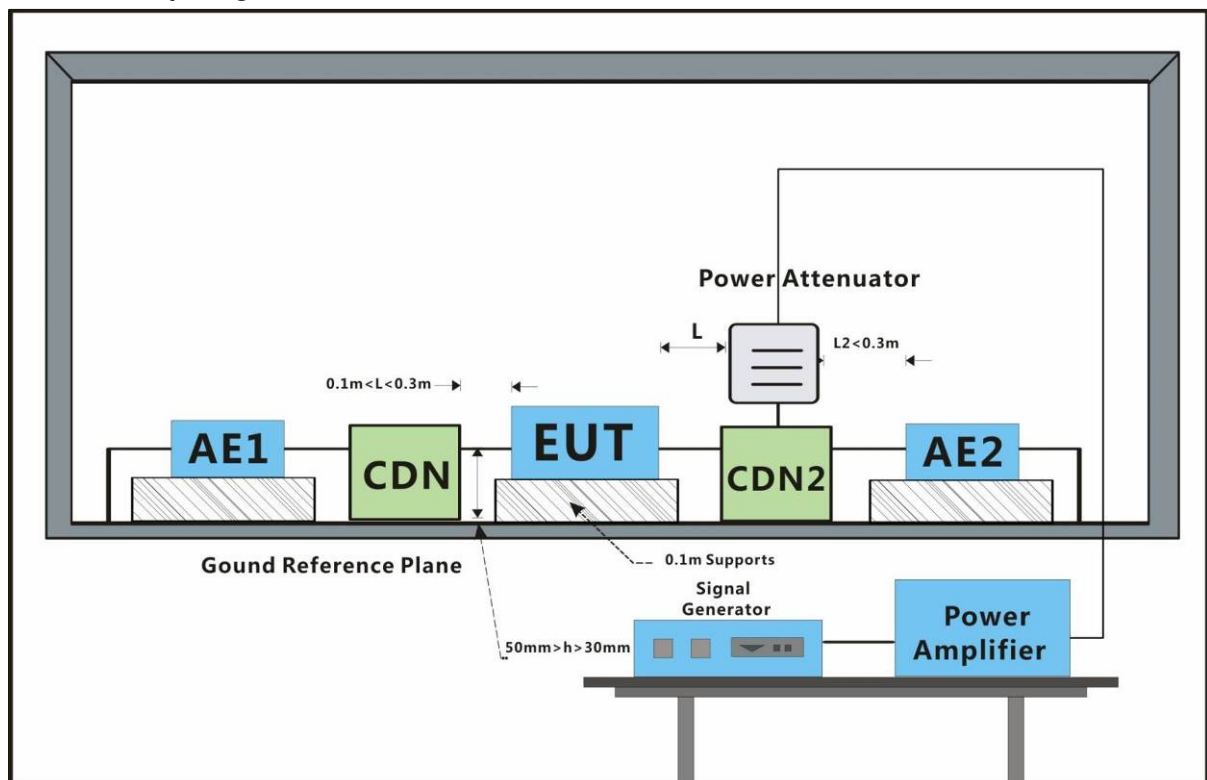 Power Attenuator
L
L2<0.3m
0.1m<L<0.3m
AE1
CDN
EUT
CDN2
AE2
Gound Reference Plane
0.1m Supports
Signal
Generator
50mm>h>30mm
Power
Amplifier